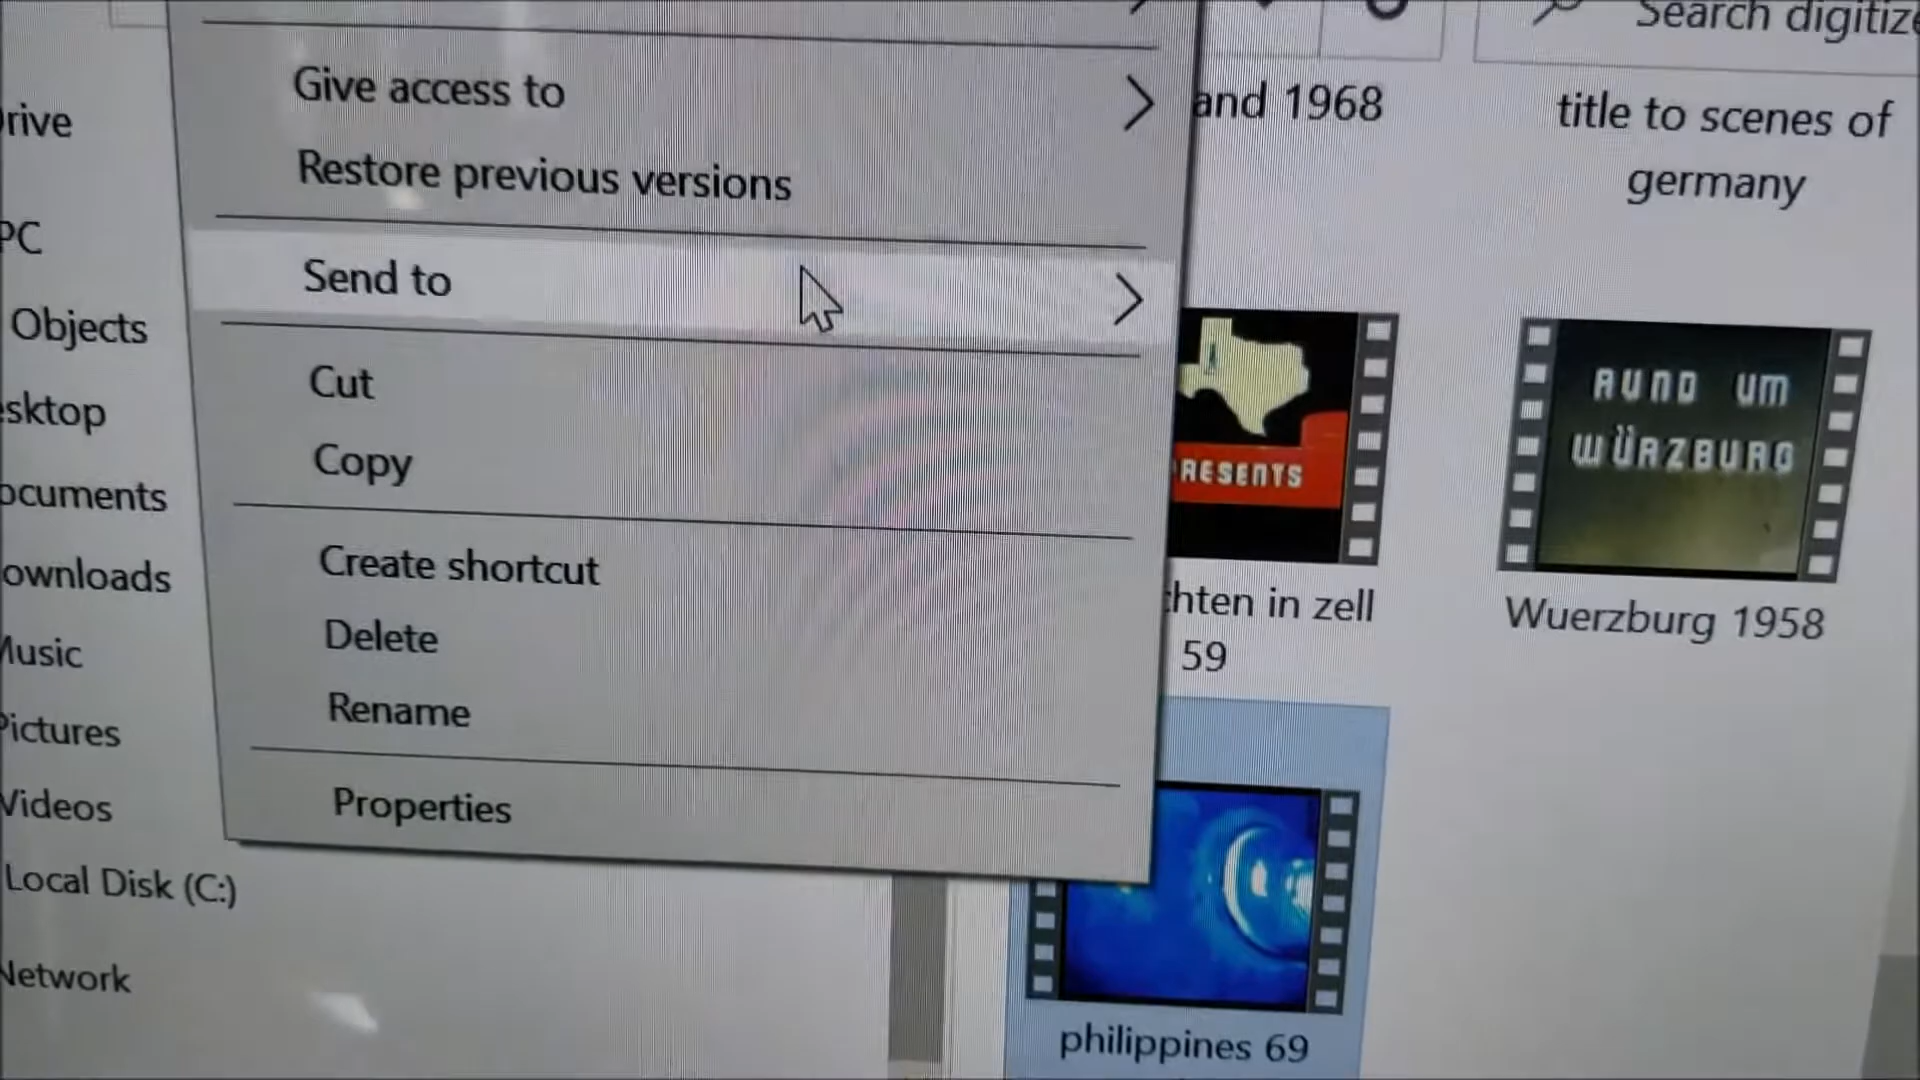 Search digitiz
Give access to
and 1968
title to scenes of
germany
rive
Restore previous versions
PC
Send to
Objects
Cut
sktop
Copy
RESENTS
RUND UM
WÜRZBURG
ocuments
Create shortcut
ownloads
hten in zell
59
Wuerzburg 1958
Delete
Music
Rename
Pictures
Properties
Videos
Local Disk (C:)
Network
philippines 69